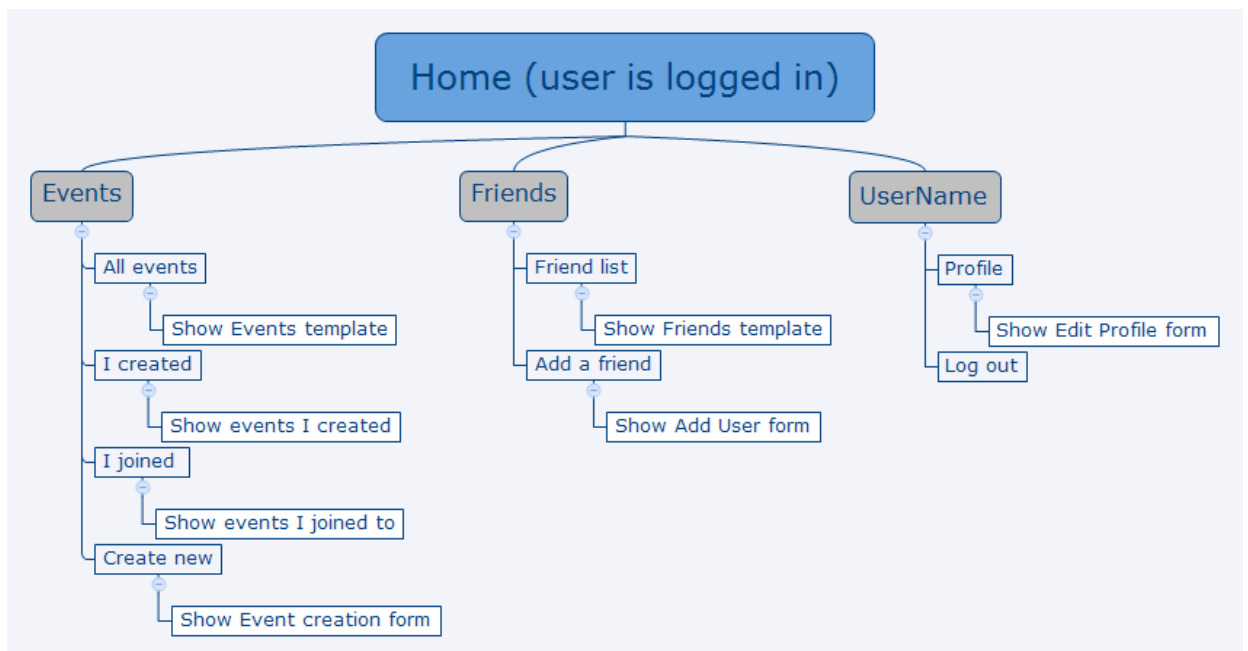 Home (user is logged in)
Events
All events
Show Events template
I created
Show events I created
I joined
Show events I joined to
Create new
Show Event creation form
Friends
Friend list
Show Friends template
Add a friend
Show Add User form
UserName
Profile
Show Edit Profile form
Log out